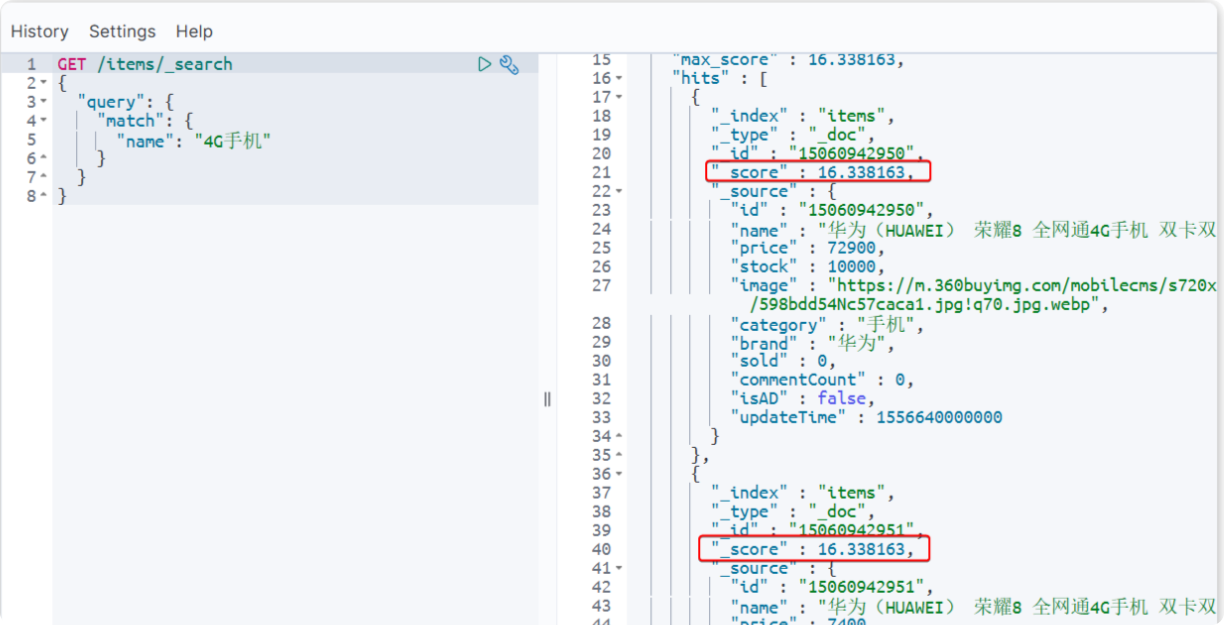 History Settings Help
1 GET /items/_search
2 {
3 "query": {
4 "match": {
5 "name": "4G手机"
6 }
7 }
8 }
15 "max_score" : 16.338163,
16 "hits" : [
17 {
18 "_index" : "items",
19 "_type" : "_doc",
20 "_id" : "15060942950",
21 "_score" : 16.338163,
22 "_source" : {
23 "id" : "15060942950",
24 "name" : "华为（HUAWEI） 荣耀8 全网通4G手机 双卡双
25 "price" : 72900,
26 "stock" : 10000,
27 "image" : "https://m.360buyimg.com/mobilecms/s720x
/598bdd54Nc57caca1.jpg!q70.jpg.webp",
28 "category" : "手机",
29 "brand" : "华为",
30 "sold" : 0,
31 "commentCount" : 0,
32 "isAD" : false,
33 "updateTime" : 1556640000000
34 }
35 },
36 {
37 "_index" : "items",
38 "_type" : "_doc",
39 "_id" : "15060942951",
40 "_score" : 16.338163,
41 "_source" : {
42 "id" : "15060942951",
43 "name" : "华为（HUAWEI） 荣耀8 全网通4G手机 双卡双
44 "price" : 7400